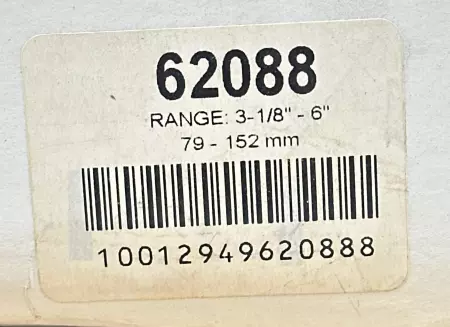 62088
RANGE: 3-1/8" - 6"
79 - 152 mm
10012949620888